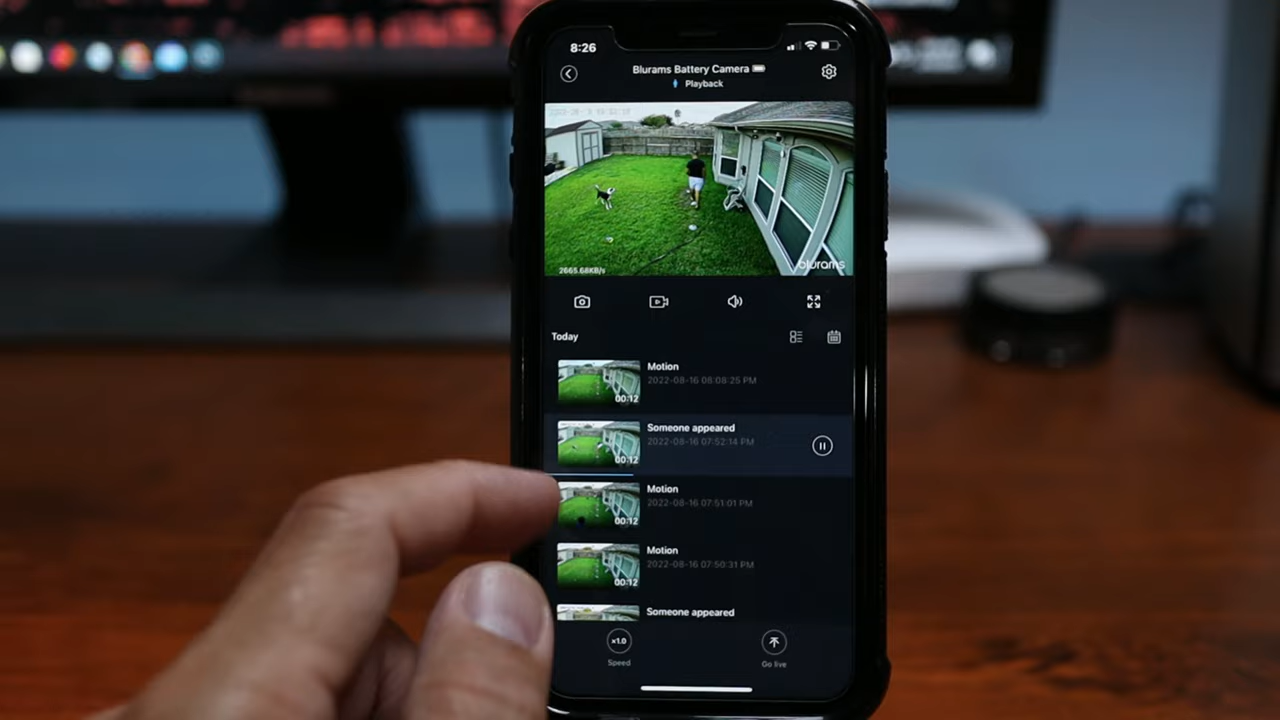 8:26
Blurams Battery Camera
Playback
2665.68KB/s
blurams
Today
Motion
2022-08-16 08:08:25 PM
00:12
Someone appeared
2022-08-16 07:52:14 PM
00:12
Motion
2022-08-16 07:51:01 PM
00:12
Motion
2022-08-16 07:50:31 PM
00:12
Someone appeared
×1.0
Speed
Go live